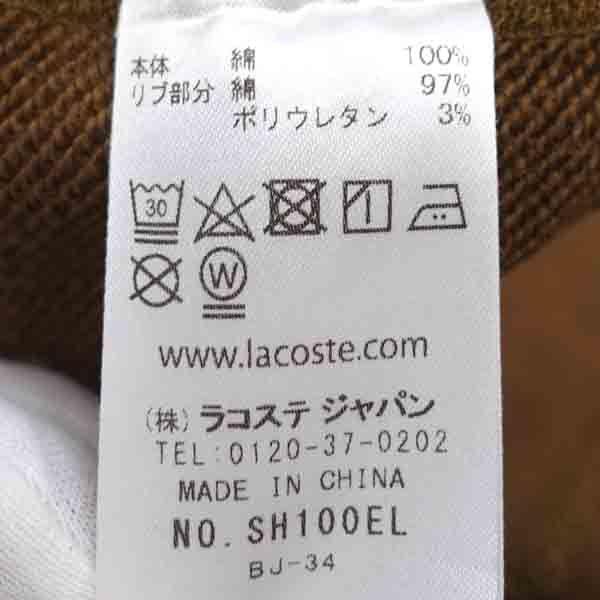 本体 綿 100%
リブ部分 綿 97%
ポリウレタン 3%
30
W
www.lacoste.com
(株) ラコステ ジャパン
TEL:0120-37-0202
MADE IN CHINA
NO. SH100EL
BJ-34